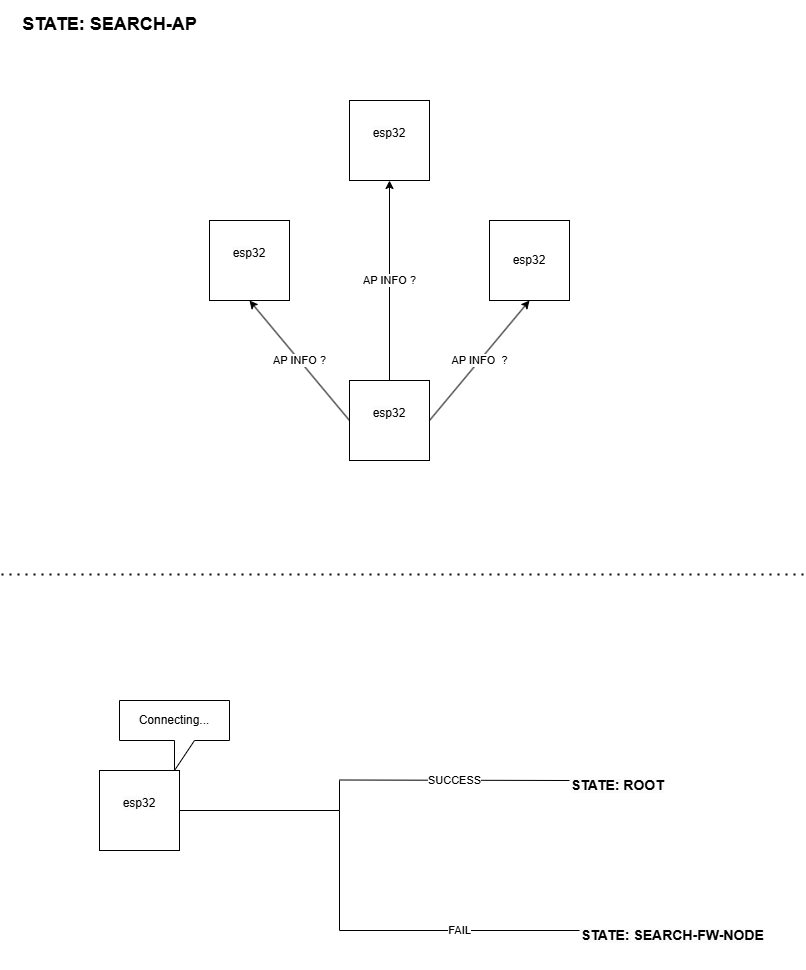 STATE: SEARCH-AP
esp32
esp32
esp32
AP INFO ?
AP INFO ?
AP INFO ?
esp32
Connecting...
esp32
SUCCESS
STATE: ROOT
FAIL
STATE: SEARCH-FW-NODE